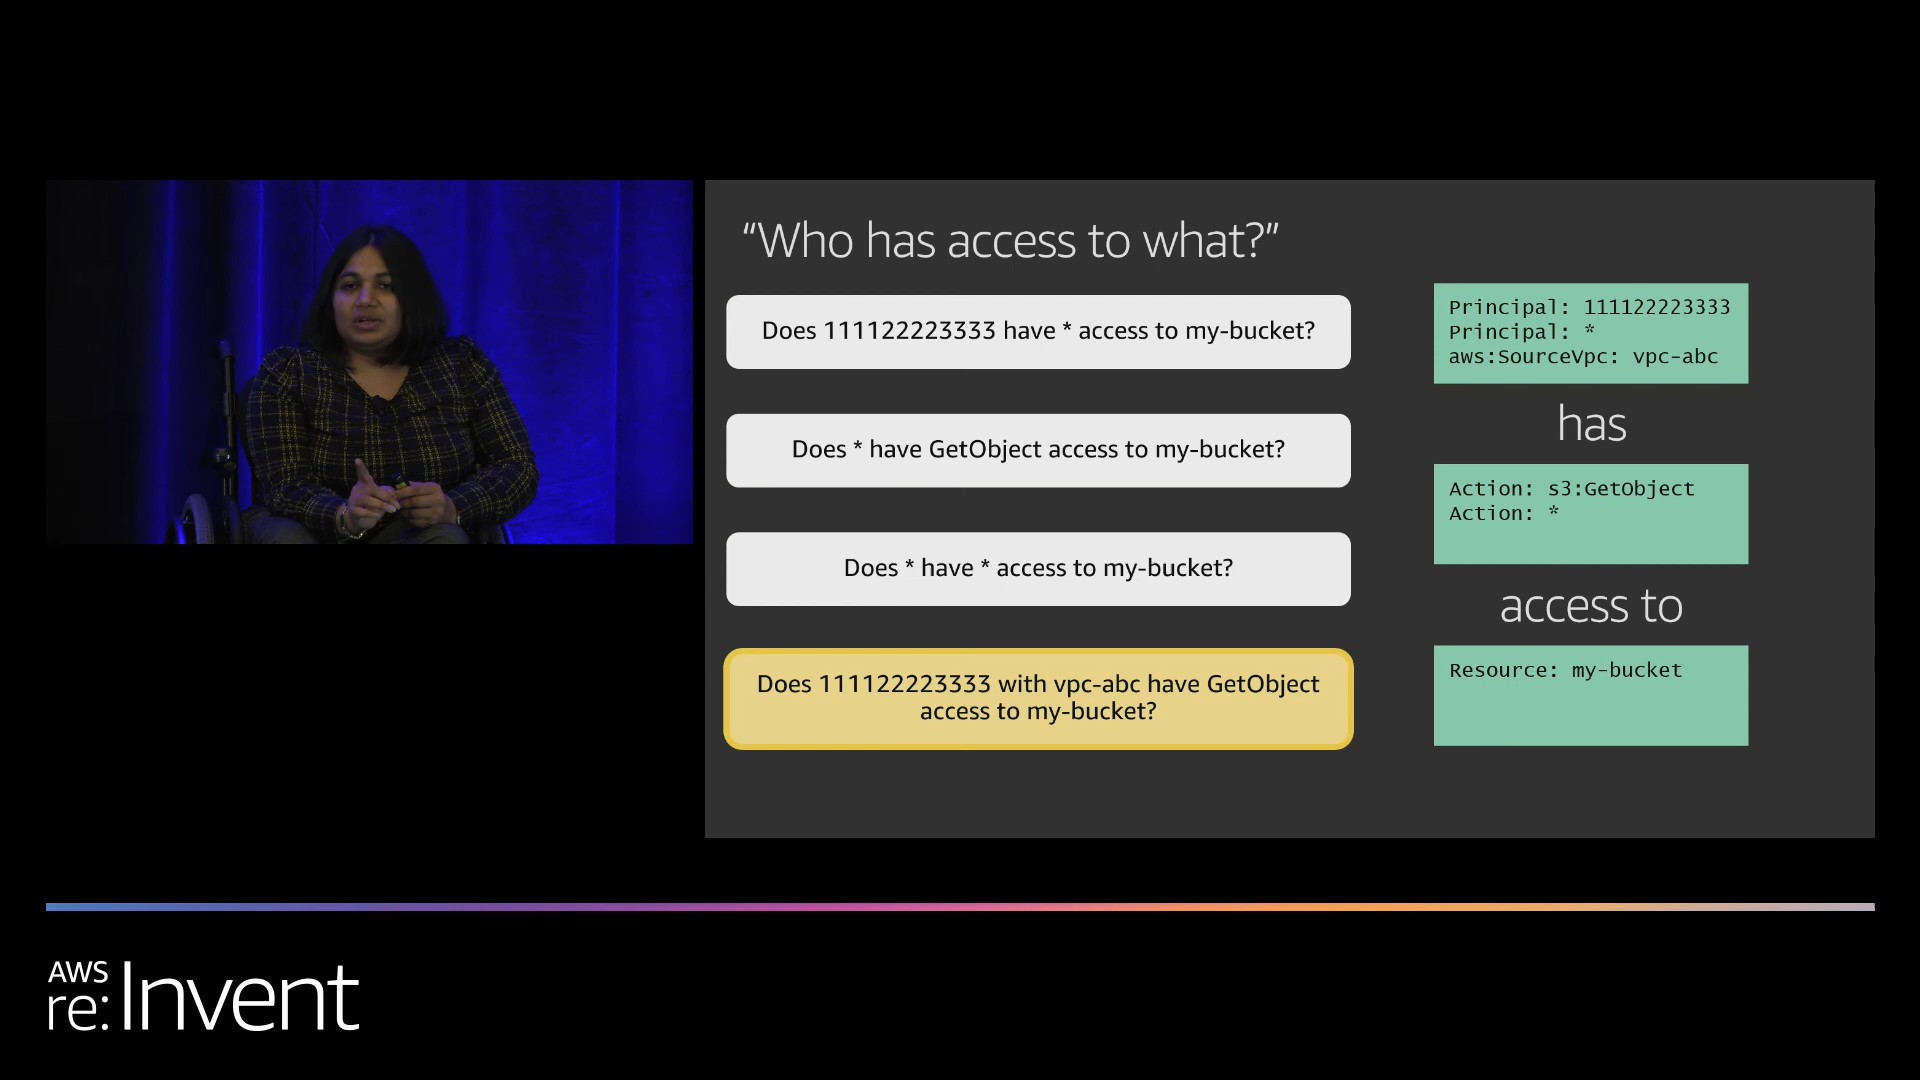 “Who has access to what?”
Does 111122223333 have * access to my-bucket?
Does * have GetObject access to my-bucket?
Does * have * access to my-bucket?
Does 111122223333 with vpc-abc have GetObject
access to my-bucket?
Principal: 111122223333
Principal: *
aws:SourceVpc: vpc-abc
has
Action: s3:GetObject
Action: *
access to
Resource: my-bucket
AWS
re:Invent